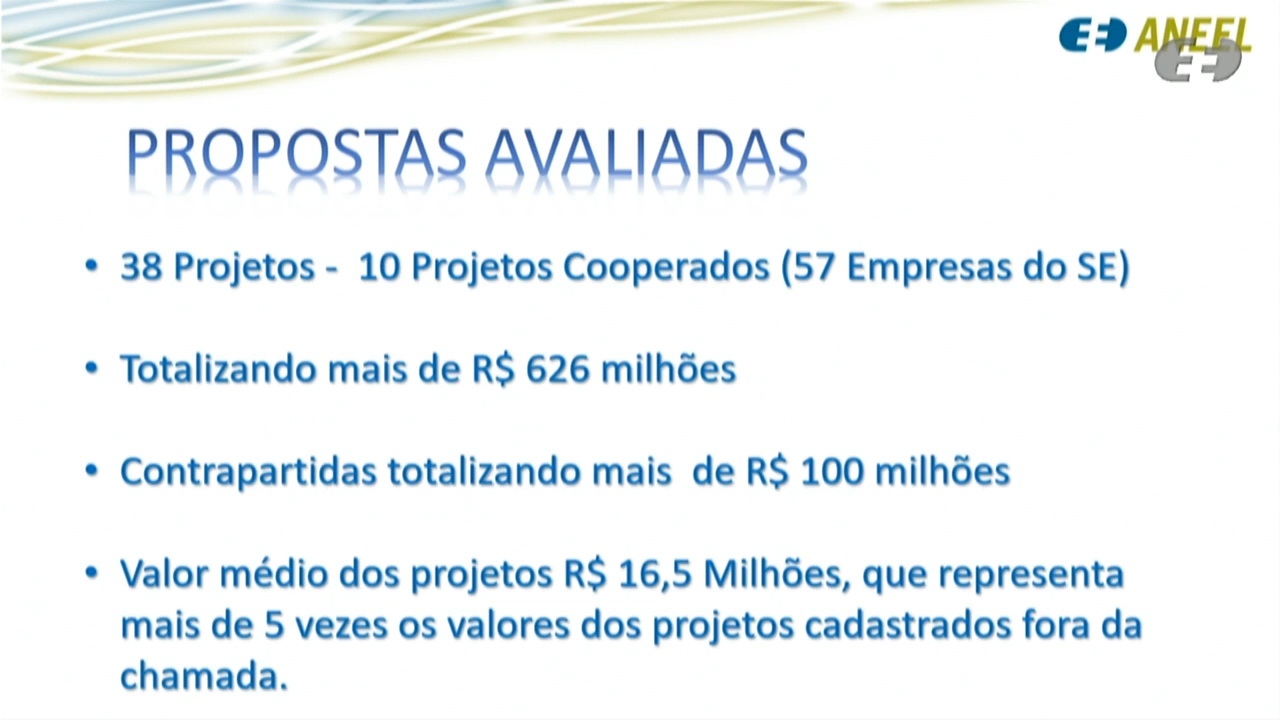 ANEEL
PROPOSTAS AVALIADAS
• 38 Projetos - 10 Projetos Cooperados (57 Empresas do SE)
• Totalizando mais de R$ 626 milhões
• Contrapartidas totalizando mais de R$ 100 milhões
• Valor médio dos projetos R$ 16,5 Milhões, que representa
mais de 5 vezes os valores dos projetos cadastrados fora da
chamada.